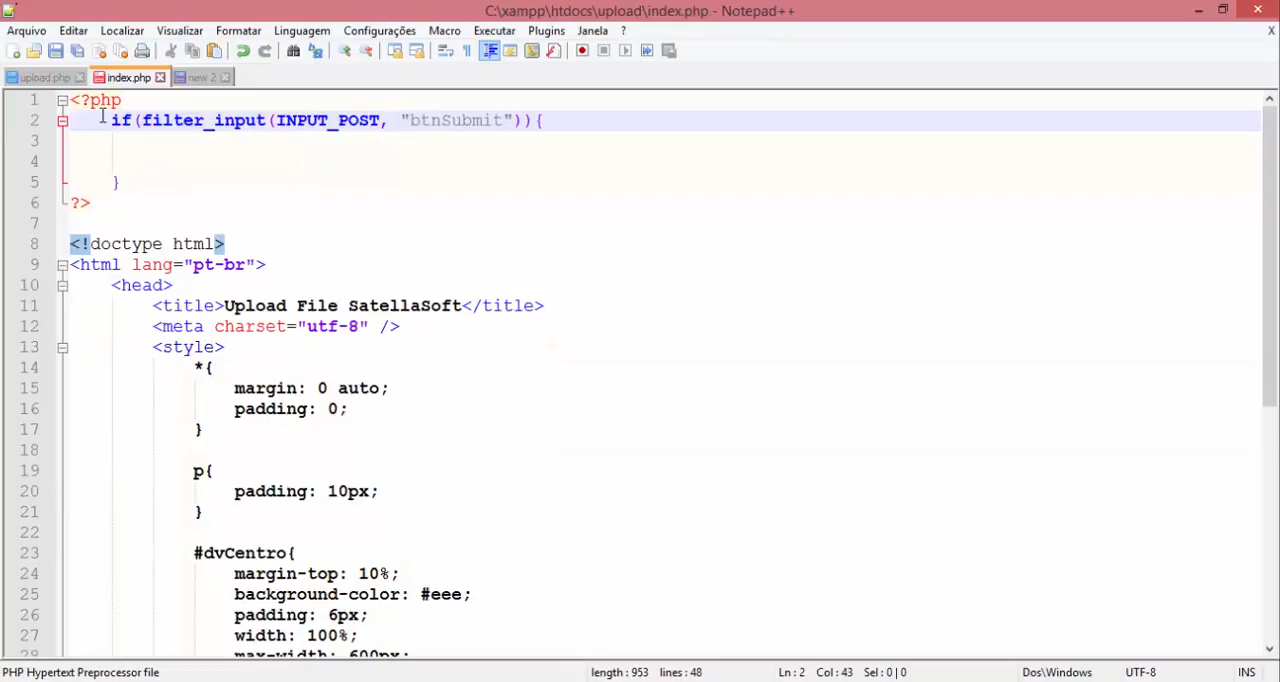 C:\xampp\htdocs\upload\index.php - Notepad++
Arquivo Editar Localizar Visualizar Formatar Linguagem Configurações Macro Executar Plugins Janela ? X
upload.php index.php new 2
1 <?php
2 if(filter_input(INPUT_POST, "btnSubmit")){
3
4
5 }
6 ?>
7
8 <!doctype html>
9 <html lang="pt-br">
10 <head>
11 <title>Upload File SatellaSoft</title>
12 <meta charset="utf-8" />
13 <style>
14 *{
15 margin: 0 auto;
16 padding: 0;
17 }
18
19 p{
20 padding: 10px;
21 }
22
23 #dvCentro{
24 margin-top: 10%;
25 background-color: #eee;
26 padding: 6px;
27 width: 100%;
28 max-width: 600px;
PHP Hypertext Preprocessor file length : 953 lines : 48 Ln : 2 Col : 43 Sel : 0 | 0 Dos\Windows UTF-8 INS